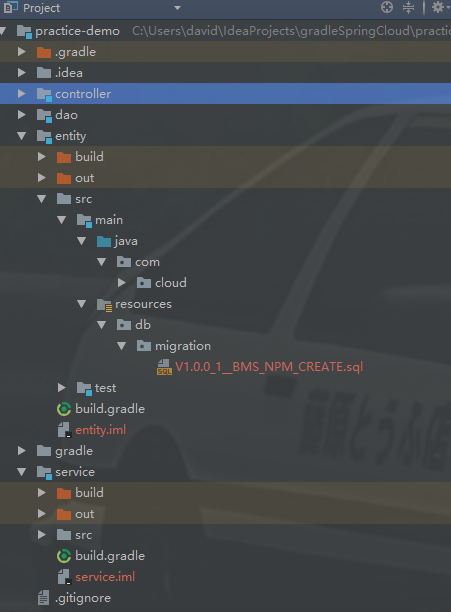 Project
practice-demo C:\Users\david\IdeaProjects\gradleSpringCloud\practic
.gradle
.idea
controller
dao
entity
build
out
src
main
java
com
cloud
resources
db
migration
V1.0.0_1__BMS_NPM_CREATE.sql
test
build.gradle
entity.iml
gradle
service
build
out
src
build.gradle
service.iml
.gitignore